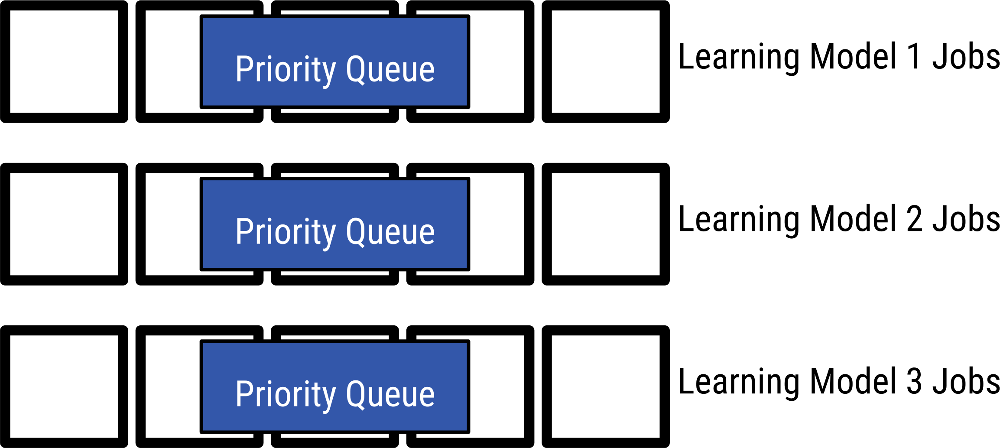 Priority Queue
Learning Model 1 Jobs
Priority Queue
Learning Model 2 Jobs
Priority Queue
Learning Model 3 Jobs